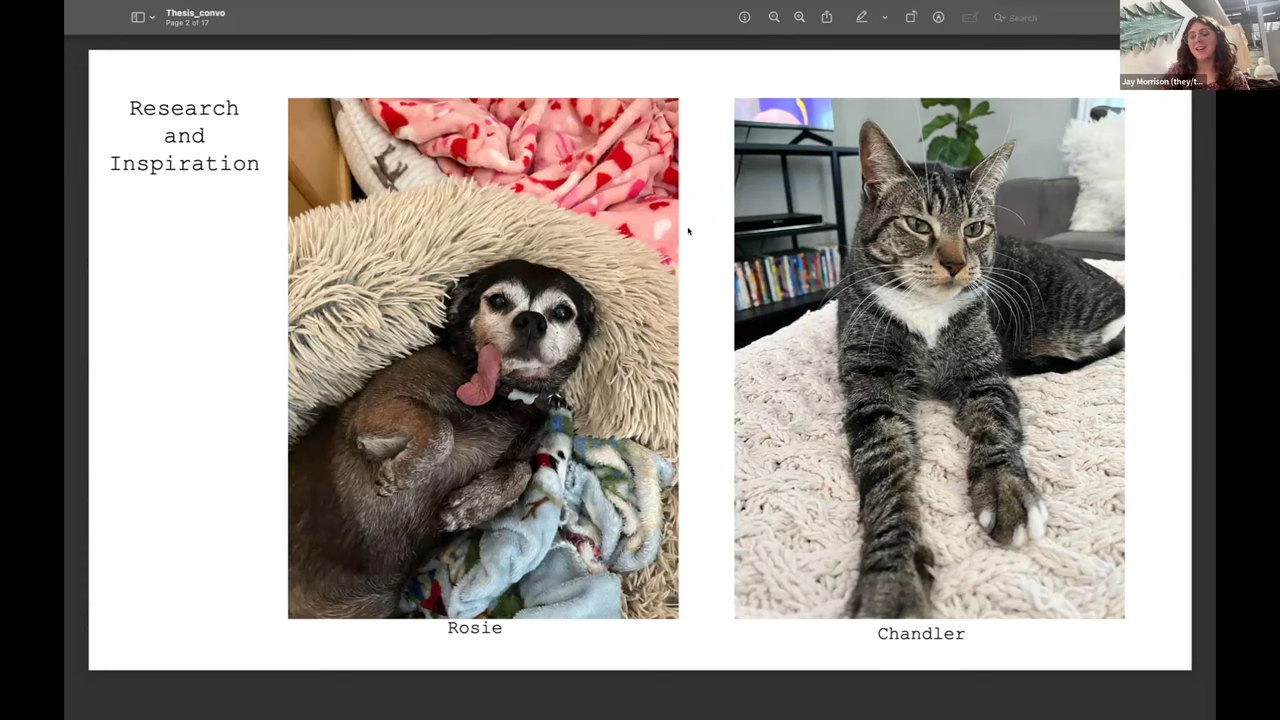 Thesis_convo
Page 2 of 17
Search
Jay Morrison (they/t...
Research
and
Inspiration
Rosie
Chandler